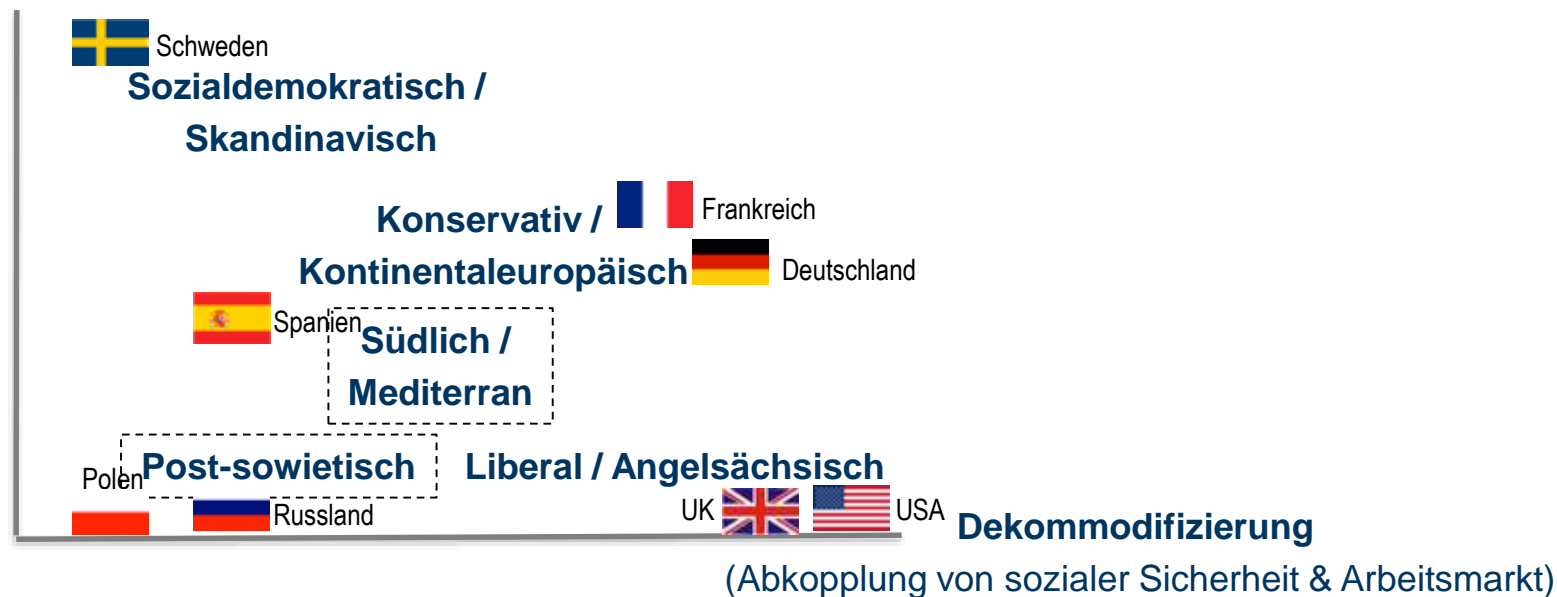 Schweden
Sozialdemokratisch /
Skandinavisch
Konservativ /
Frankreich
Kontinentaleuropäisch
Deutschland
Spanien
Südlich /
Mediterran
Polen
Post-sowietisch
Liberal / Angelsächsisch
Russland
UK
USA
Dekommodifizierung
(Abkopplung von sozialer Sicherheit & Arbeitsmarkt)